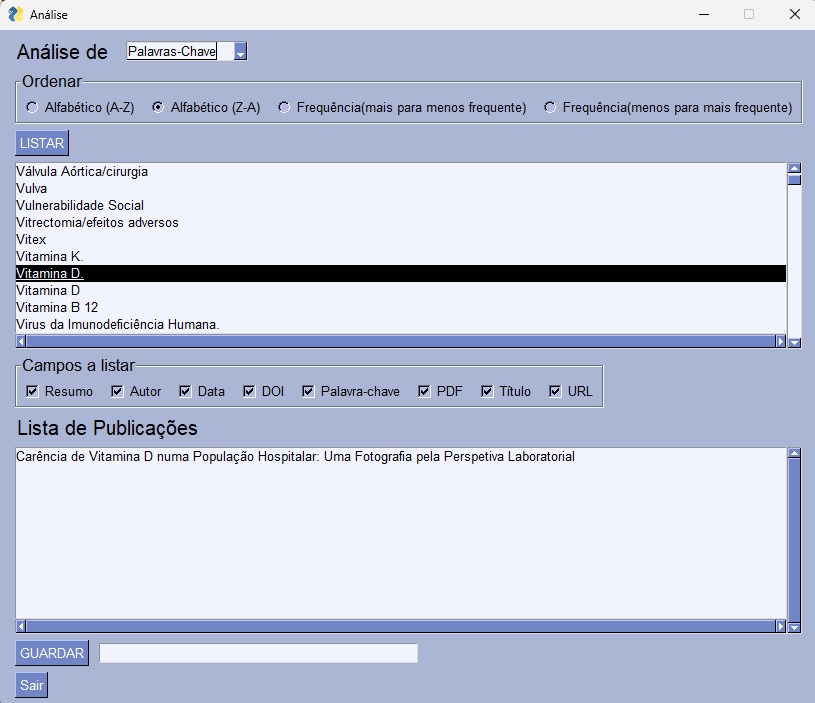 Análise
Análise de Palavras-Chave
Ordenar
Alfabético (A-Z) Alfabético (Z-A) Frequência(mais para menos frequente) Frequência(menos para mais frequente)
LISTAR
Válvula Aórtica/cirurgia
Vulva
Vulnerabilidade Social
Vitrectomia/efeitos adversos
Vitex
Vitamina K.
Vitamina D.
Vitamina D
Vitamina B 12
Virus da Imunodeficiência Humana.
Campos a listar
Resumo Autor Data DOI Palavra-chave PDF Título URL
Lista de Publicações
Carência de Vitamina D numa População Hospitalar: Uma Fotografia pela Perspetiva Laboratorial
GUARDAR
Sair